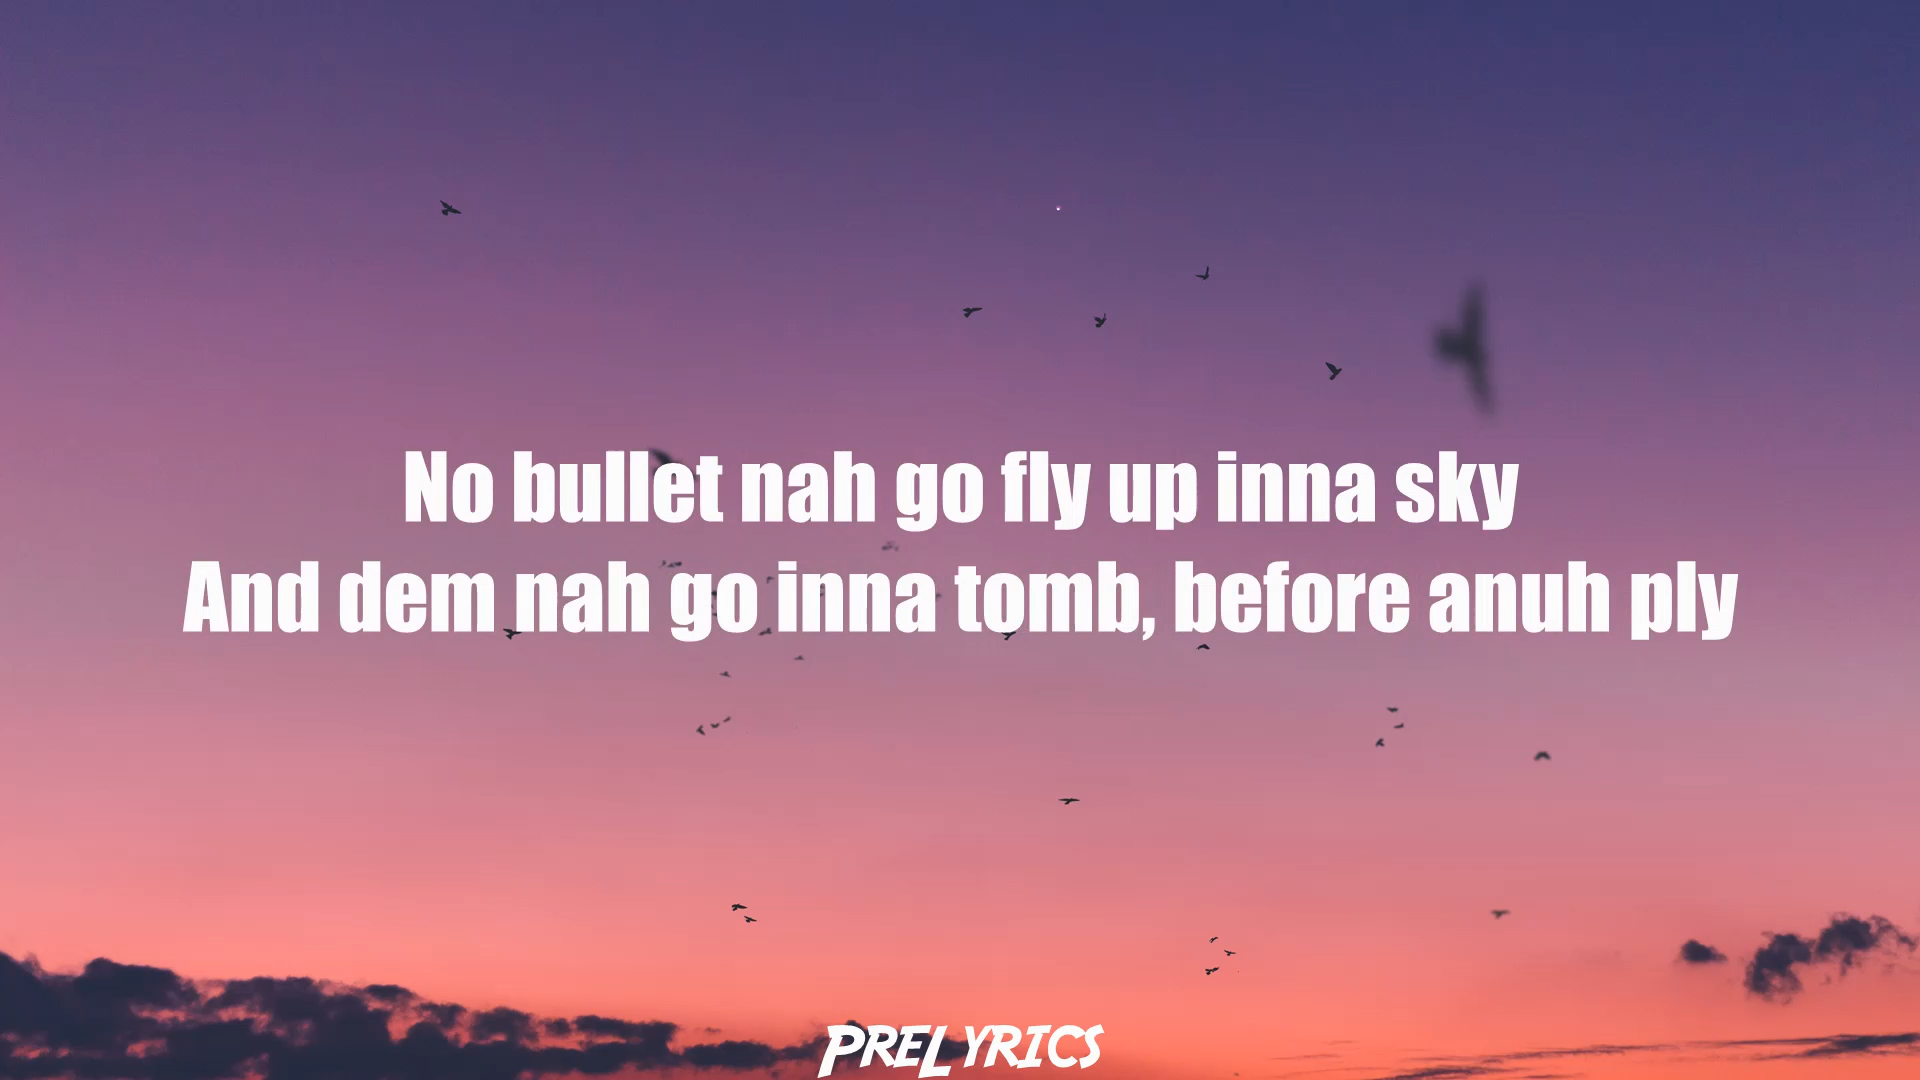 No bullet nah go fly up inna sky
And dem nah go inna tomb, before anuh ply
PRELYRICS